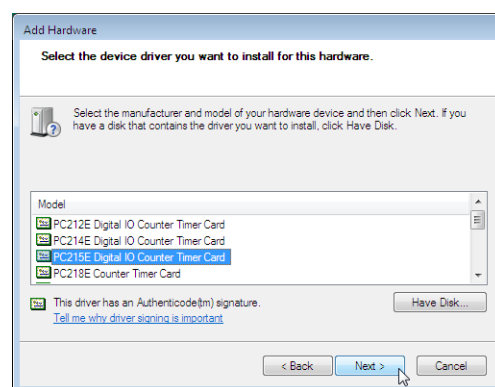 Add Hardware
Select the device driver you want to install for this hardware.
Select the manufacturer and model of your hardware device and then click Next. If you
have a disk that contains the driver you want to install, click Have Disk.
Model
PC212E Digital IO Counter Timer Card
PC214E Digital IO Counter Timer Card
PC215E Digital IO Counter Timer Card
PC218E Counter Timer Card
This driver has an Authenticode(tm) signature.
Have Disk...
Tell me why driver signing is important
< Back
Next >
Cancel